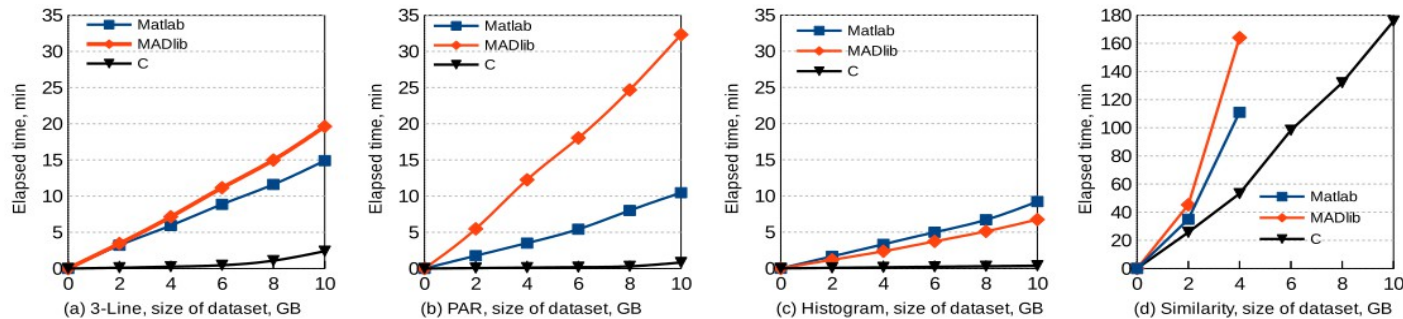 Elapsed time, min
35
30
25
20
15
10
5
0
Matlab
MADlib
C
0 2 4 6 8 10
(a) 3-Line, size of dataset, GB
Elapsed time, min
35
30
25
20
15
10
5
0
Matlab
MADlib
C
0 2 4 6 8 10
(b) PAR, size of dataset, GB
Elapsed time, min
35
30
25
20
15
10
5
0
Matlab
MADlib
C
0 2 4 6 8 10
(c) Histogram, size of dataset, GB
Elapsed time, min
180
160
140
120
100
80
60
40
20
0
Matlab
MADlib
C
0 2 4 6 8 10
(d) Similarity, size of dataset, GB